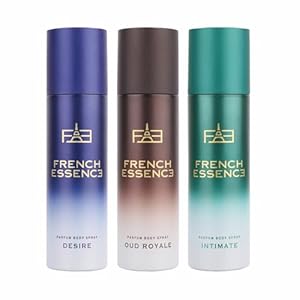 FRENCH
ESSENCE
PARFUM BODY SPRAY
DESIRE
FRENCH
ESSENCE
PARFUM BODY SPRAY
OUD ROYALE
FRENCH
ESSENCE
PARFUM BODY SPRAY
INTIMATE